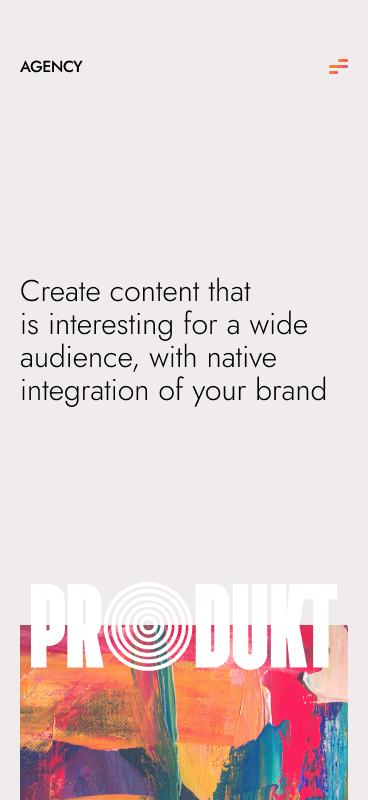 AGENCY
Create content that
is interesting for a wide
audience, with native
integration of your brand
PRODUKT